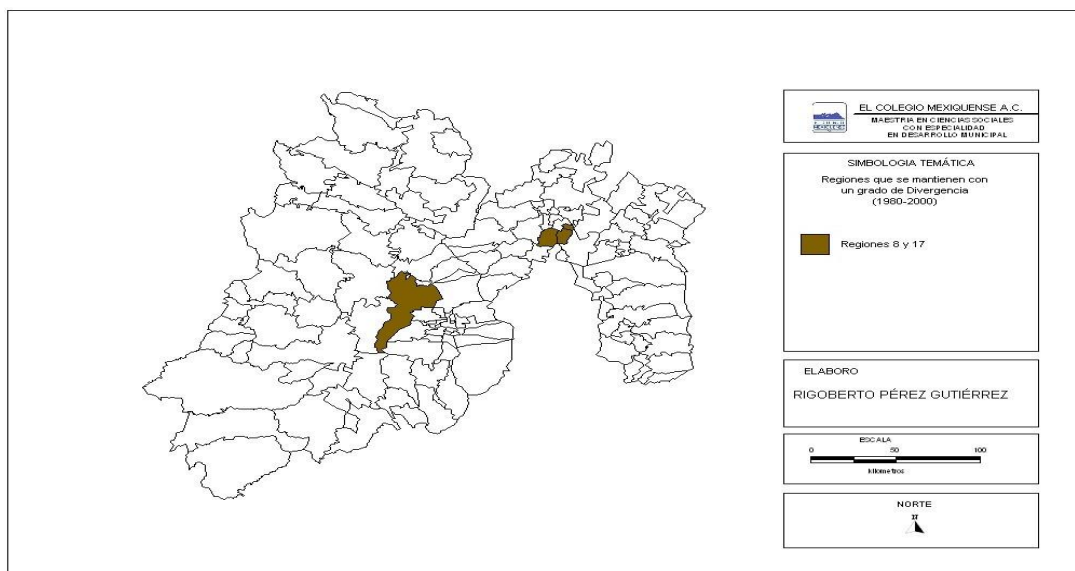 EL COLEGIO MEXIQUENSE A.C.
MAESTRIA EN CIENCIAS SOCIALES
CON ESPECIALIDAD
EN DESARROLLO MUNICIPAL
SIMBOLOGIA TEMÁTICA
Regiones que se mantienen con
un grado de Divergencia
(1980-2000)
Regiones 8 y 17
ELABORO
RIGOBERTO PÉREZ GUTIÉRREZ
ESCALA
0 50 100
kilometros
NORTE
N